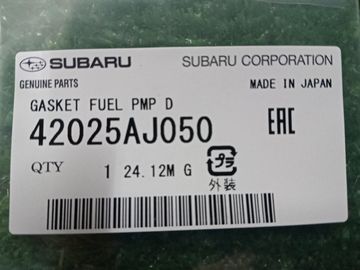 SUBARU SUBARU CORPORATION
GENUINE PARTS MADE IN JAPAN
GASKET FUEL PMP D
42025AJ050 EAC
QTY 1 24.12M G プラ
外装